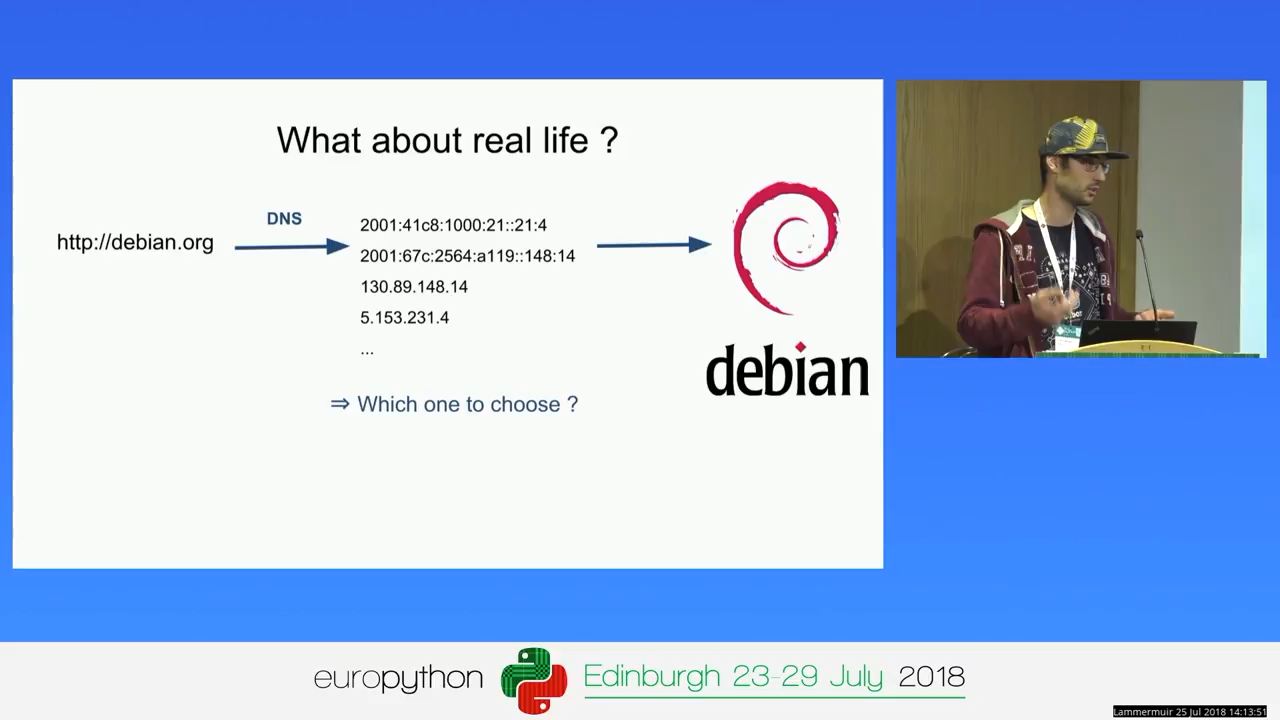 What about real life ?
http://debian.org
DNS
2001:41c8:1000:21::21:4
2001:67c:2564:a119::148:14
130.89.148.14
5.153.231.4
...
⇒ Which one to choose ?
debian
europython
Edinburgh 23-29 July 2018
Lammermuir 25 Jul 2018 14:13:51